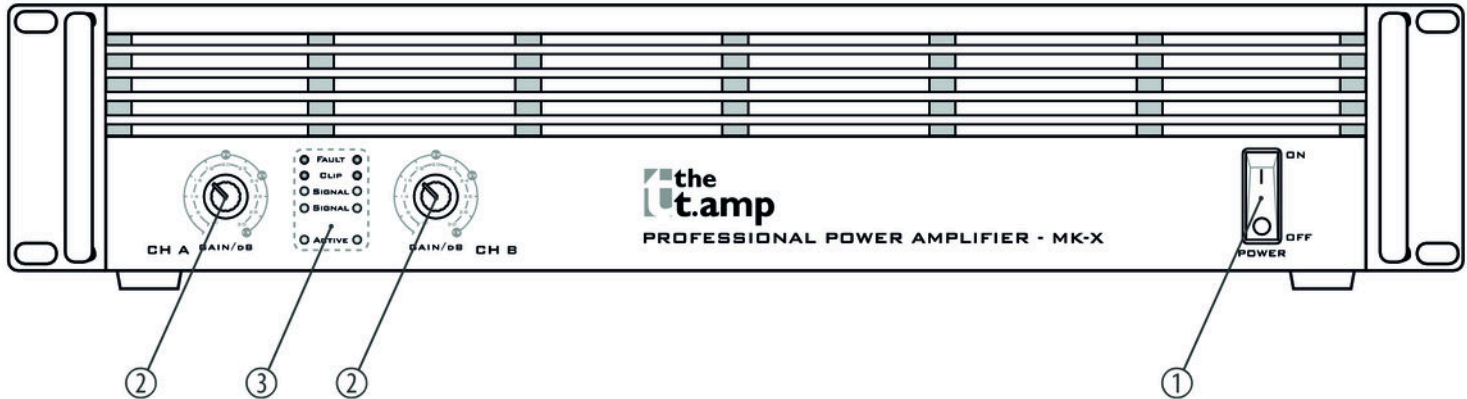 FAULT
CLIP
SIGNAL
SIGNAL
ACTIVE
CH A GAIN/DB
GAIN/DB CH B
the
t.amp
PROFESSIONAL POWER AMPLIFIER - MK-X
ON
OFF
POWER
2
3
2
1